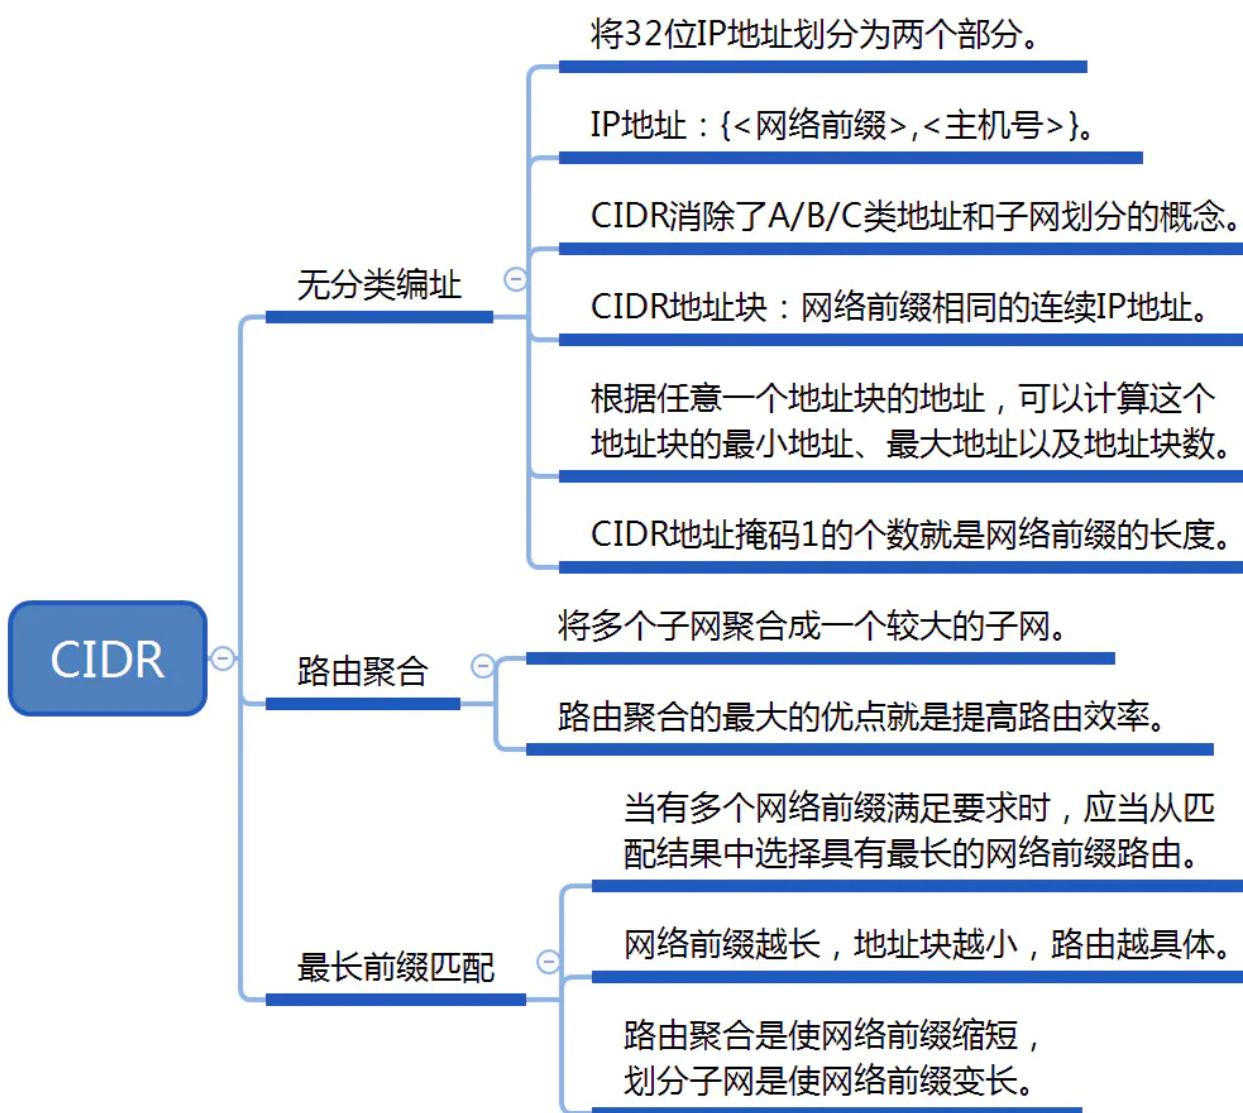 将32位IP地址划分为两个部分。
IP地址：{<网络前缀>,<主机号>}。
CIDR消除了A/B/C类地址和子网划分的概念。
无分类编址
CIDR地址块：网络前缀相同的连续IP地址。
根据任意一个地址块的地址，可以计算这个
地址块的最小地址、最大地址以及地址块数。
CIDR地址掩码1的个数就是网络前缀的长度。
CIDR
将多个子网聚合成一个较大的子网。
路由聚合
路由聚合的最大的优点就是提高路由效率。
当有多个网络前缀满足要求时，应当从匹
配结果中选择具有最长的网络前缀路由。
最长前缀匹配
网络前缀越长，地址块越小，路由越具体。
路由聚合是使网络前缀缩短，
划分子网是使网络前缀变长。